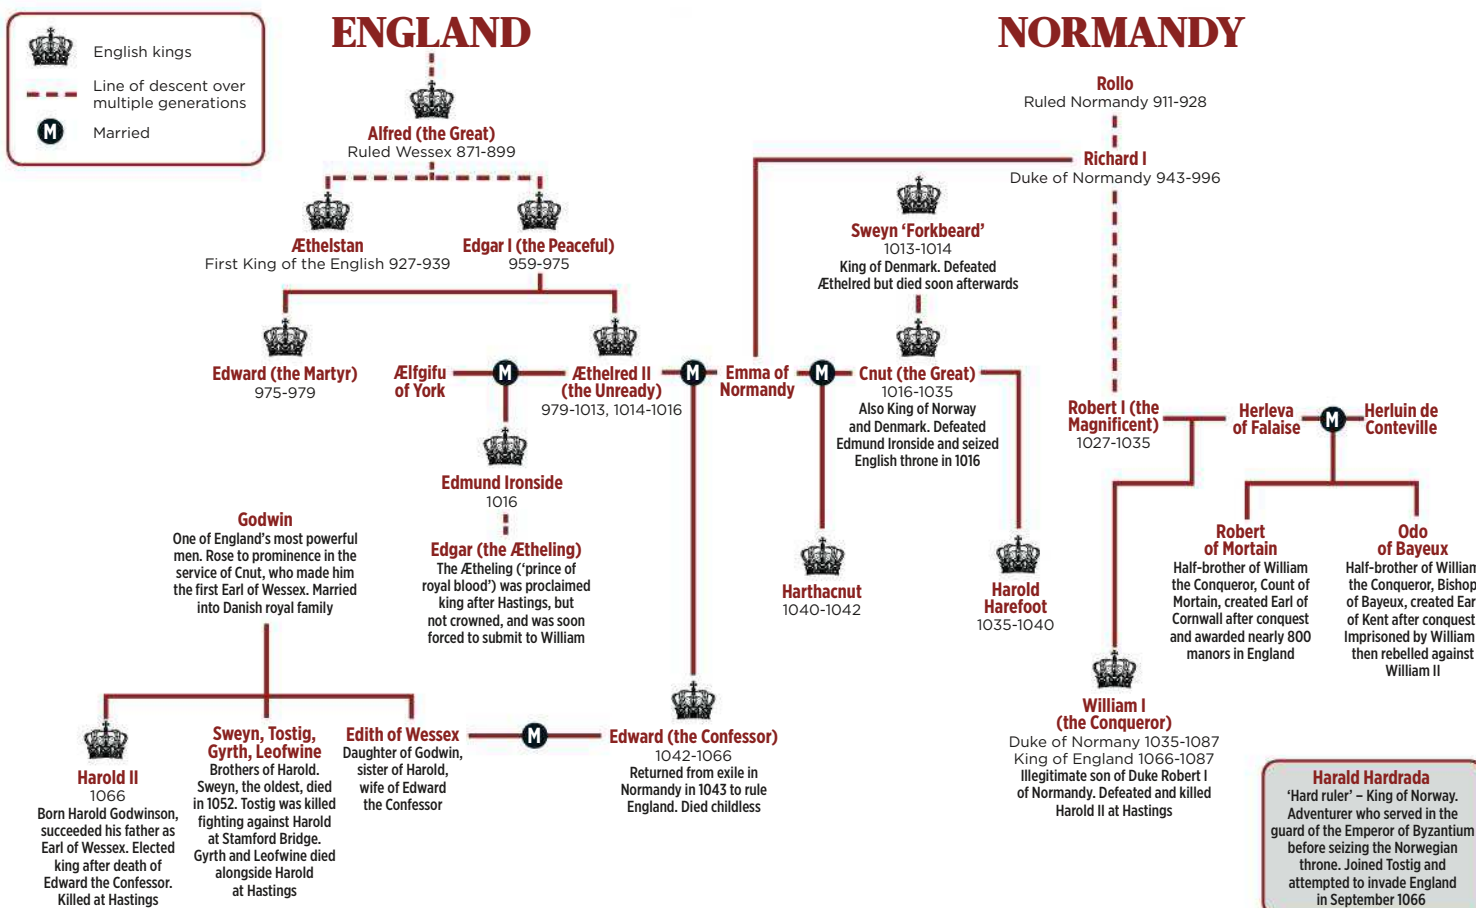 English kings
Line of descent over
multiple generations
M
Married
ENGLAND
NORMANDY
Alfred (the Great)
Ruled Wessex 871-899
Rollo
Ruled Normandy 911-928
Richard I
Duke of Normandy 943-996
Æthelstan
First King of the English 927-939
Edgar I (the Peaceful)
959-975
Sweyn ‘Forkbeard’
1013-1014
King of Denmark. Defeated
Æthelred but died soon afterwards
Edward (the Martyr)
975-979
Ælfgifu
of York
M
Æthelred II
(the Unready)
979-1013, 1014-1016
M
Emma of
Normandy
M
Cnut (the Great)
1016-1035
Also King of Norway
and Denmark. Defeated
Edmund Ironside and seized
English throne in 1016
Robert I (the
Magnificent)
1027-1035
Herleva
of Falaise
M
Herluin de
Conteville
Edmund Ironside
1016
Edgar (the Ætheling)
The Ætheling (‘prince of
royal blood’) was proclaimed
king after Hastings, but
not crowned, and was soon
forced to submit to William
Godwin
One of England’s most powerful
men. Rose to prominence in the
service of Cnut, who made him
the first Earl of Wessex. Married
into Danish royal family
Harthacnut
1040-1042
Harold
Harefoot
1035-1040
Robert
of Mortain
Half-brother of William
the Conqueror, Count of
Mortain, created Earl of
Cornwall after conquest
and awarded nearly 800
manors in England
Odo
of Bayeux
Half-brother of William
the Conqueror, Bishop
of Bayeux, created Ear
of Kent after conquest
Imprisoned by William
then rebelled against
William II
Harold II
1066
Born Harold Godwinson,
succeeded his father as
Earl of Wessex. Elected
king after death of
Edward the Confessor.
Killed at Hastings
Sweyn, Tostig,
Gyrth, Leofwine
Brothers of Harold.
Sweyn, the oldest, died
in 1052. Tostig was killed
fighting against Harold
at Stamford Bridge.
Gyrth and Leofwine died
alongside Harold
at Hastings
Edith of Wessex
Daughter of Godwin,
sister of Harold,
wife of Edward
the Confessor
M
Edward (the Confessor)
1042-1066
Returned from exile in
Normandy in 1043 to rule
England. Died childless
William I
(the Conqueror)
Duke of Normany 1035-1087
King of England 1066-1087
Illegitimate son of Duke Robert I
of Normandy. Defeated and killed
Harold II at Hastings
Harald Hardrada
‘Hard ruler’ – King of Norway.
Adventurer who served in the
guard of the Emperor of Byzantium
before seizing the Norwegian
throne. Joined Tostig and
attempted to invade England
in September 1066